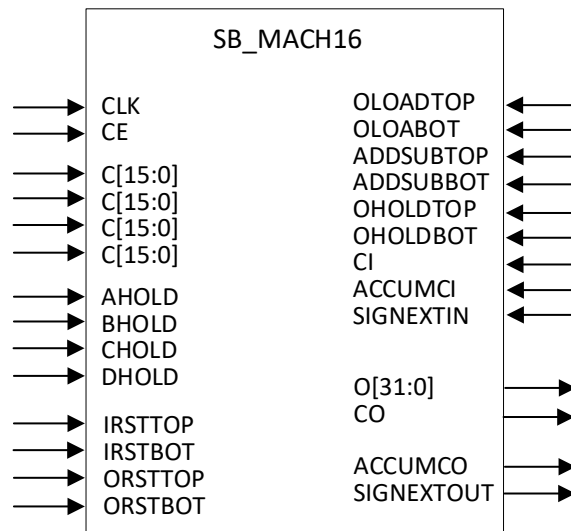 SB_MACH16
CLK
CE
C[15:0]
C[15:0]
C[15:0]
C[15:0]
AHOLD
BHOLD
CHOLD
DHOLD
IRSTTOP
IRSTBOT
ORSTTOP
ORSTBOT
OLOADTOP
OLOABOT
ADDSUBTOP
ADDSUBBOT
OHOLDTOP
OHOLDBOT
CI
ACCUMCI
SIGNEXTIN
O[31:0]
CO
ACCUMCO
SIGNEXTOUT